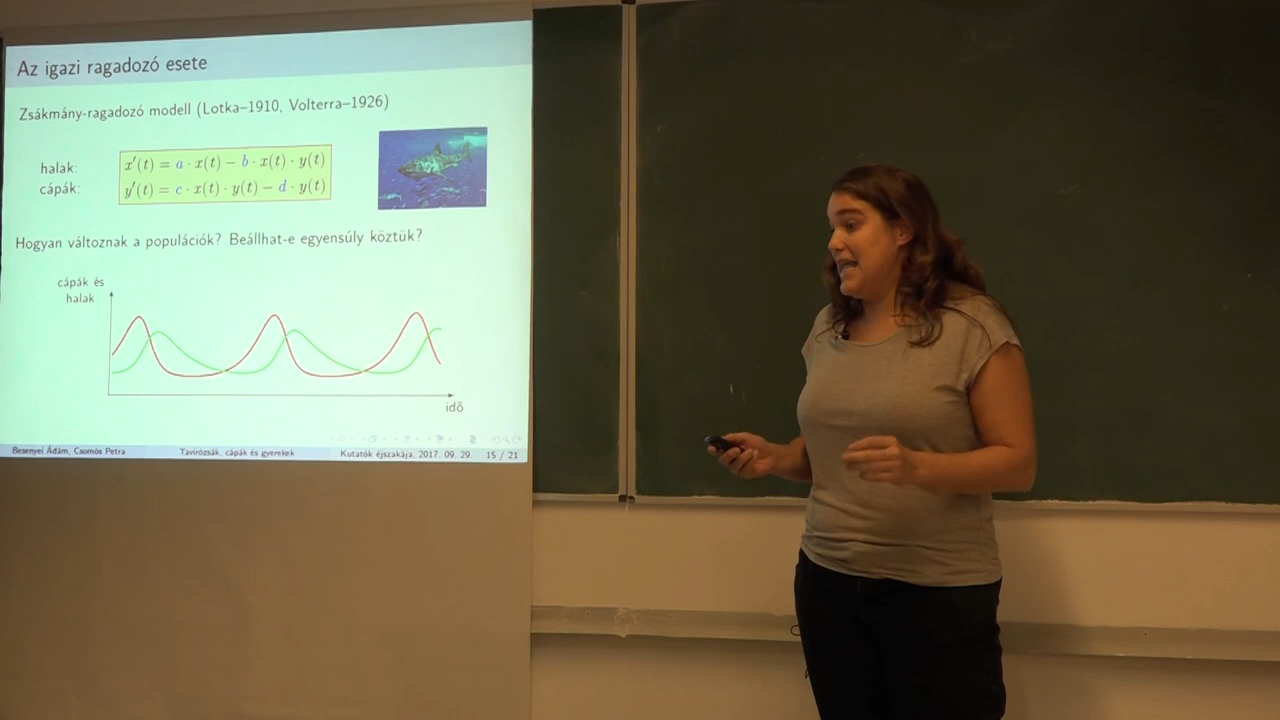 Az igazi ragadozó esete
Zsákmány-ragadozó modell (Lotka–1910, Volterra–1926)
halak: x′(t) = a · x(t) − b · x(t) · y(t)
cápák: y′(t) = c · x(t) · y(t) − d · y(t)
Hogyan változnak a populációk? Beállhat-e egyensúly köztük?
cápák és
halak
idő
Besenyei Ádám, Csomós Petra Tavirózsák, cápák és gyerekek Kutatók éjszakája, 2017. 09. 29. 15 / 21